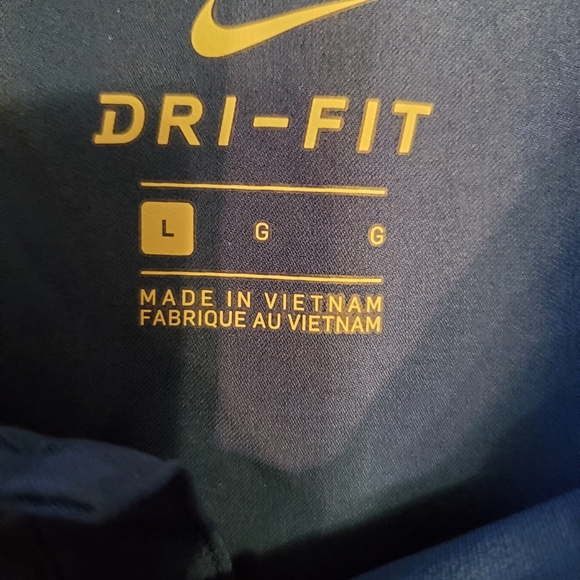 DRI-FIT
L G G
MADE IN VIETNAM
FABRIQUE AU VIETNAM